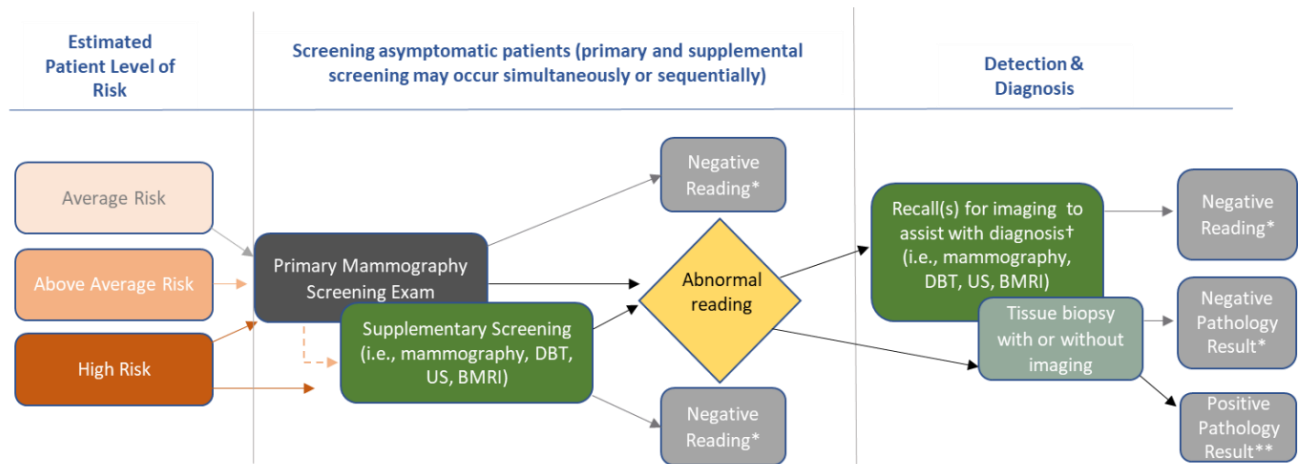 Estimated
Patient Level of
Risk
Screening asymptomatic patients (primary and supplemental
screening may occur simultaneously or sequentially)
Detection &
Diagnosis
Average Risk
Above Average Risk
High Risk
Primary Mammography
Screening Exam
Supplementary Screening
(i.e., mammography, DBT,
US, BMRI)
Negative
Reading*
Abnormal
reading
Negative
Reading*
Recall(s) for imaging to
assist with diagnosis†
(i.e., mammography,
DBT, US, BMRI)
Tissue biopsy
with or without
imaging
Negative
Reading*
Negative
Pathology
Result*
Positive
Pathology
Result**